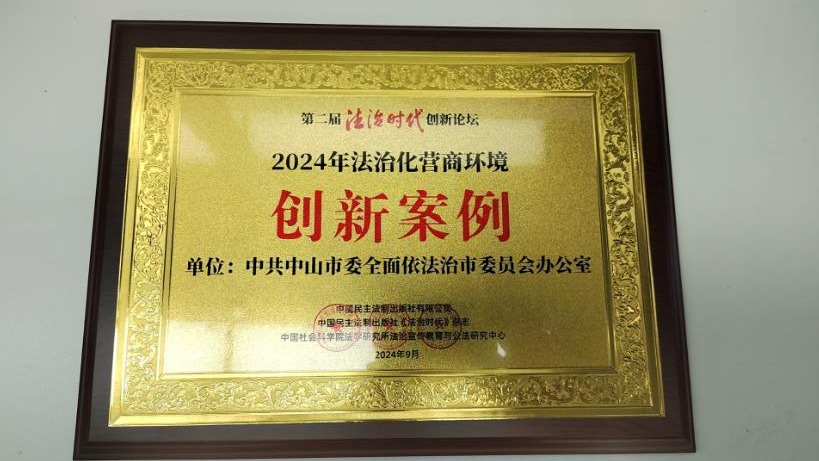 第二届法治时代创新论坛
2024年法治化营商环境
创新案例
单位：中共中山市委全面依法治市委员会办公室
中国民主法制出版社有限公司
中国民主法制出版社《法治时代》杂志
中国社会科学院法学研究所法治宣传教育与公法研究中心
2024年9月